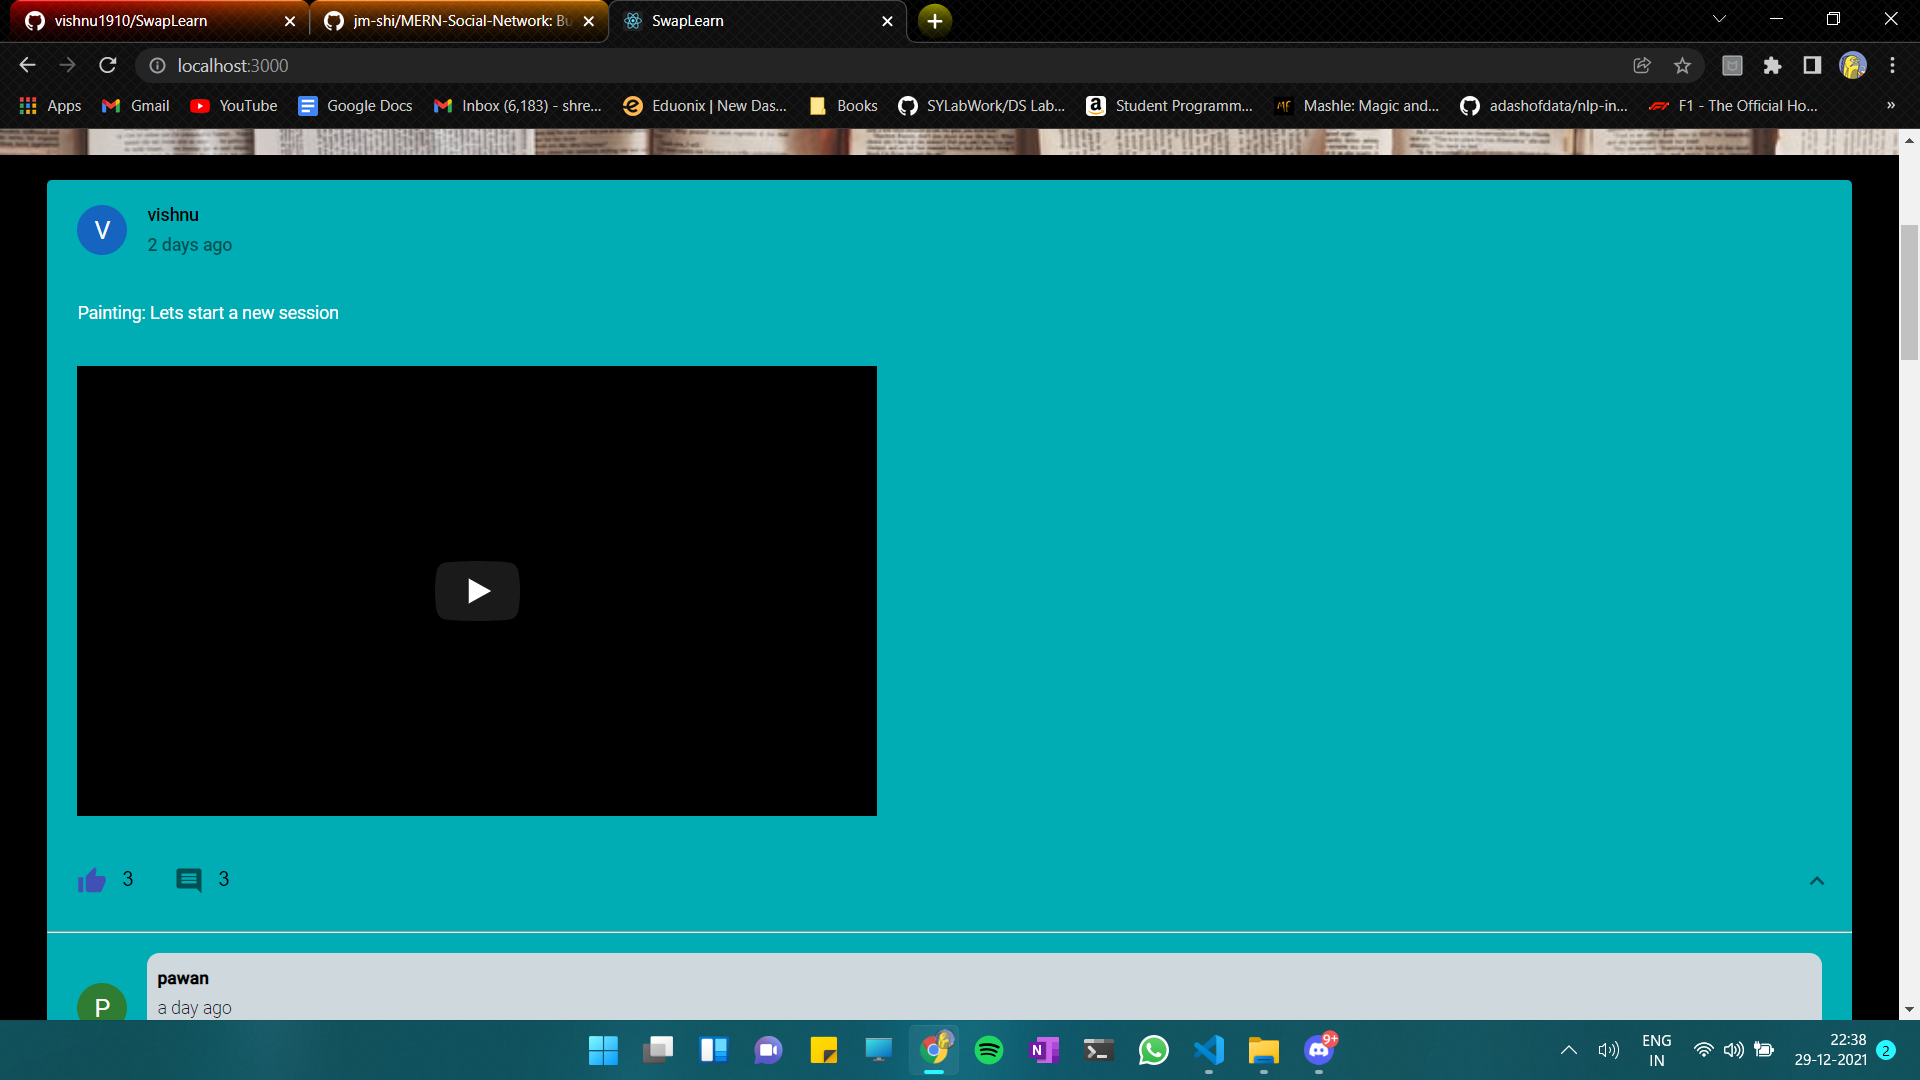 vishnu1910/SwapLearn
jm-shi/MERN-Social-Network: Bu
SwapLearn
localhost:3000
Apps
Gmail
YouTube
Google Docs
Inbox (6,183) - shre...
Eduonix | New Das...
Books
SYLabWork/DS Lab...
Student Programm...
Mashle: Magic and...
adashofdata/nlp-in...
F1 - The Official Ho...
»
V
vishnu
2 days ago
Painting: Lets start a new session
3
3
P
pawan
a day ago
9+
ENG
IN
22:38
29-12-2021
2